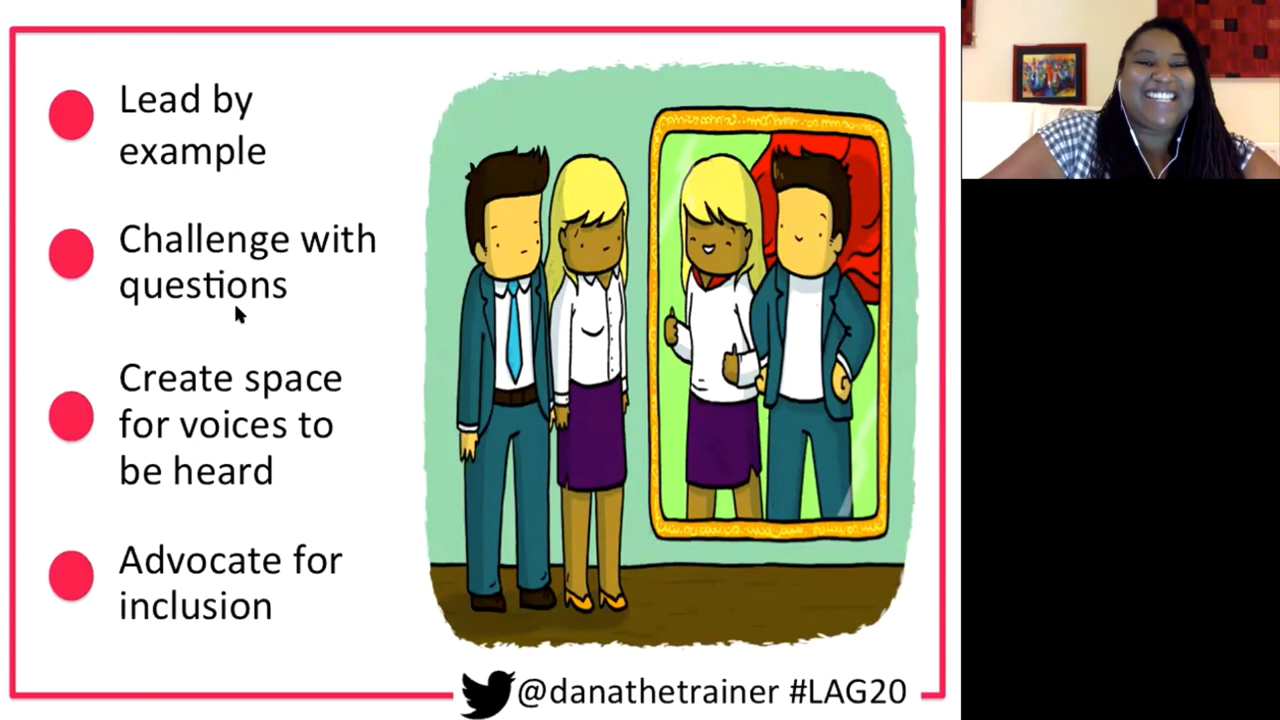 Lead by
example
Challenge with
questions
Create space
for voices to
be heard
Advocate for
inclusion
@danathetrainer #LAG20